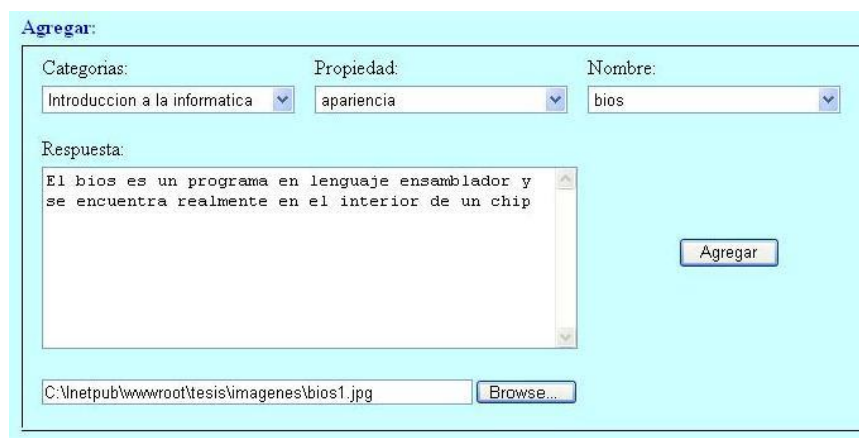 Agregar:
Categorias: Propiedad: Nombre:
Introduccion a la informatica apariencia bios
Respuesta:
El bios es un programa en lenguaje ensamblador y
se encuentra realmente en el interior de un chip
Agregar
C:\Inetpub\wwwroot\tesis\imagenes\bios1.jpg Browse...